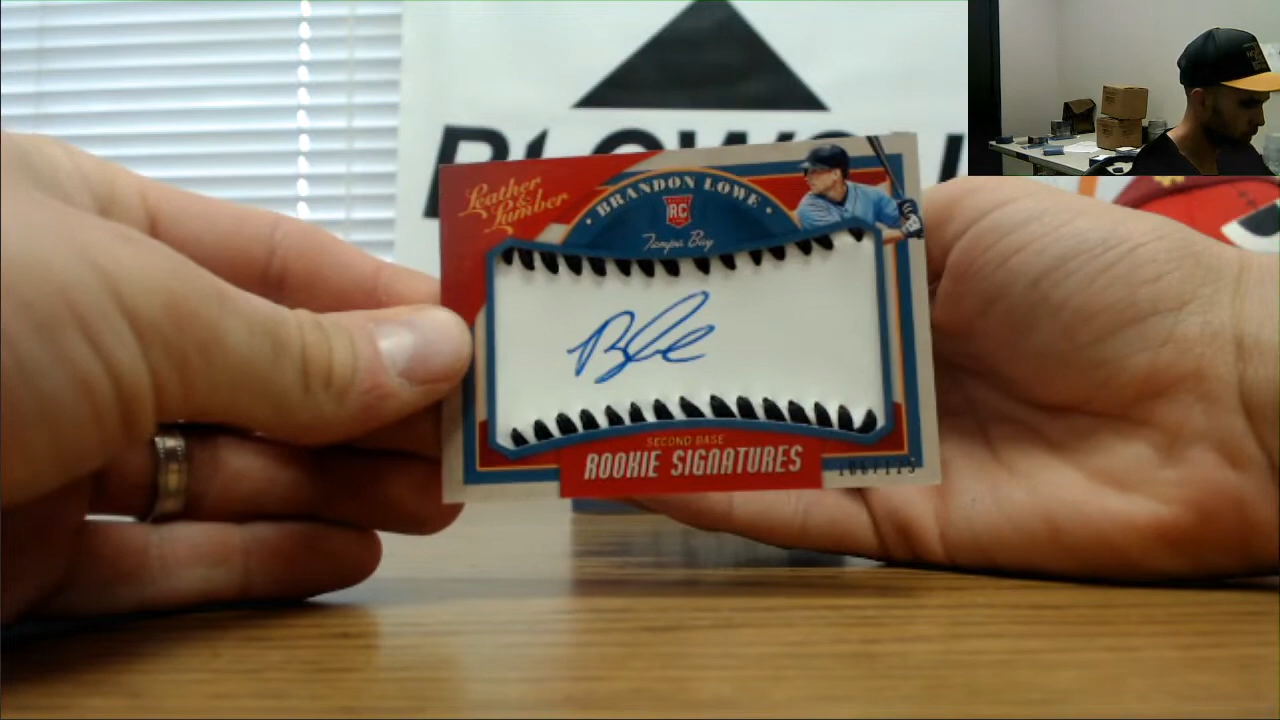 Leather
&
Lumber
• BRANDON LOWE •
RC
Tampa Bay
SECOND BASE
ROOKIE SIGNATURES